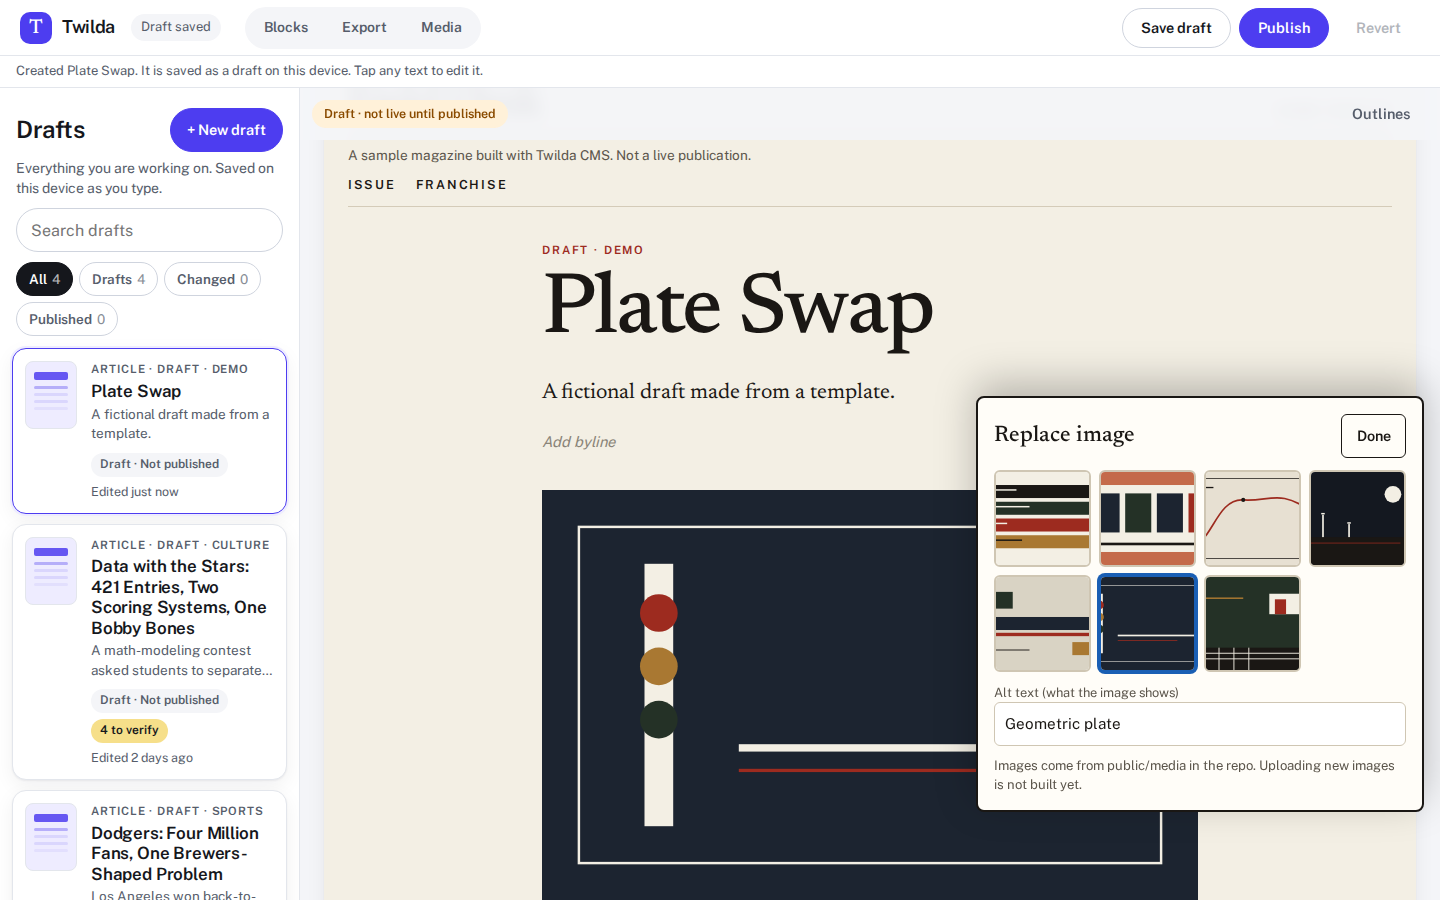 T Twilda Draft saved Blocks Export Media Save draft Publish Revert
Created Plate Swap. It is saved as a draft on this device. Tap any text to edit it.
Drafts + New draft
Everything you are working on. Saved on
this device as you type.
Search drafts
All 4 Drafts 4 Changed 0
Published 0
ARTICLE · DRAFT · DEMO
Plate Swap
A fictional draft made from a
template.
Draft · Not published
Edited just now
ARTICLE · DRAFT · CULTURE
Data with the Stars:
421 Entries, Two
Scoring Systems, One
Bobby Bones
A math-modeling contest
asked students to separate…
Draft · Not published
4 to verify
Edited 2 days ago
ARTICLE · DRAFT · SPORTS
Dodgers: Four Million
Fans, One Brewers-
Shaped Problem
Los Angeles won back-to-
Draft · not live until published Outlines
A sample magazine built with Twilda CMS. Not a live publication.
ISSUE FRANCHISE
DRAFT · DEMO
Plate Swap
A fictional draft made from a template.
Add byline
Replace image Done
Alt text (what the image shows)
Geometric plate
Images come from public/media in the repo. Uploading new images
is not built yet.